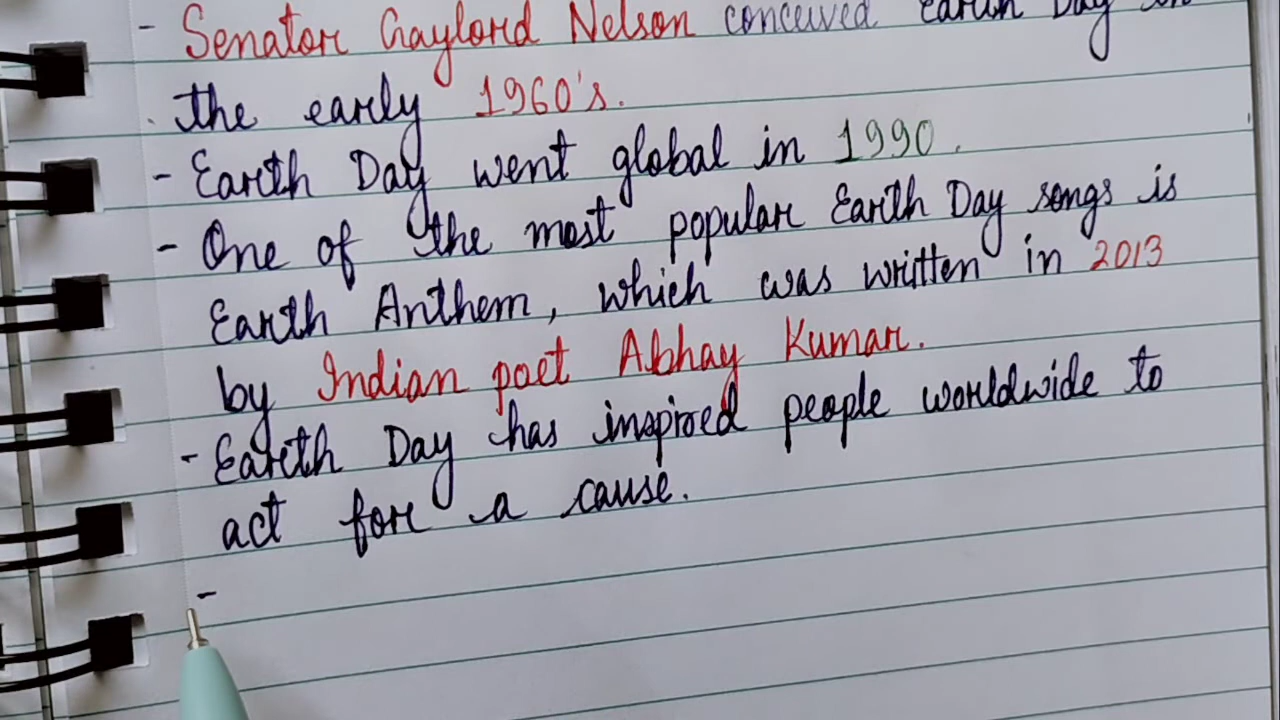 - Senator Gaylord Nelson conceived Earth Day in
the early 1960's.
- Earth Day went global in 1990.
- One of the most popular Earth Day songs is
Earth Anthem, which was written in 2013
by Indian poet Abhay Kumar.
- Earth Day has inspired people worldwide to
act for a cause.
-